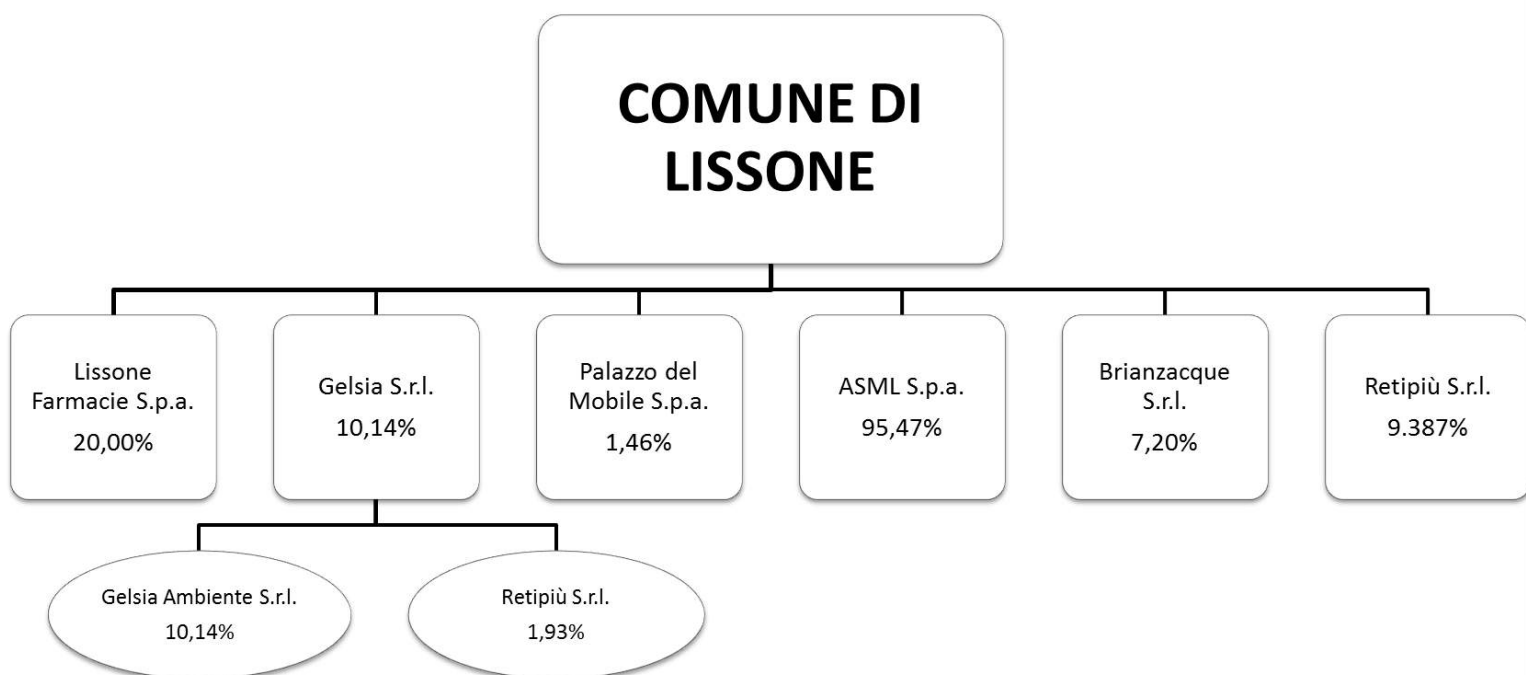 COMUNE DI
LISSONE
Lissone
Farmacie S.p.a.
20,00%
Gelsia S.r.l.
10,14%
Palazzo del
Mobile S.p.a.
1,46%
ASML S.p.a.
95,47%
Brianzacque
S.r.l.
7,20%
Retipiù S.r.l.
9.387%
Gelsia Ambiente S.r.l.
10,14%
Retipiù S.r.l.
1,93%